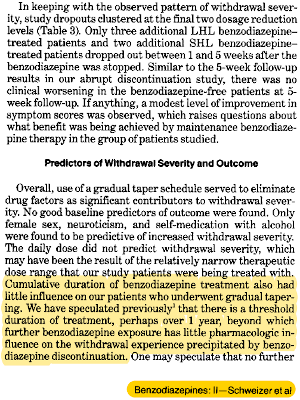 In keeping with the observed pattern of withdrawal sever-
ity, study dropouts clustered at the final two dosage reduction
levels (Table 3). Only three additional LHL benzodiazepine-
treated patients and two additional SHL benzodiazepine-
treated patients dropped out between 1 and 5 weeks after the
benzodiazepine was stopped. Similar to the 5-week follow-up
results in our abrupt discontinuation study, there was no
clinical worsening in the benzodiazepine-free patients at 5-
week follow-up. If anything, a modest level of improvement in
symptom scores was observed, which raises questions about
what benefit was being achieved by maintenance benzodiaze-
pine therapy in the group of patients studied.
Predictors of Withdrawal Severity and Outcome
Overall, use of a gradual taper schedule served to eliminate
drug factors as significant contributors to withdrawal sever-
ity. No good baseline predictors of outcome were found. Only
female sex, neuroticism, and self-medication with alcohol
were found to be predictive of increased withdrawal severity.
The daily dose did not predict withdrawal severity, which
may have been the result of the relatively narrow therapeutic
dose range that our study patients were being treated with.
Cumulative duration of benzodiazepine treatment also had
little influence on our patients who underwent gradual taper-
ing. We have speculated previously¹ that there is a threshold
duration of treatment, perhaps over 1 year, beyond which
further benzodiazepine exposure has little pharmacologic in-
fluence on the withdrawal experience precipitated by benzo-
diazepine discontinuation. One may speculate that no further
Benzodiazepines: II—Schweizer et al